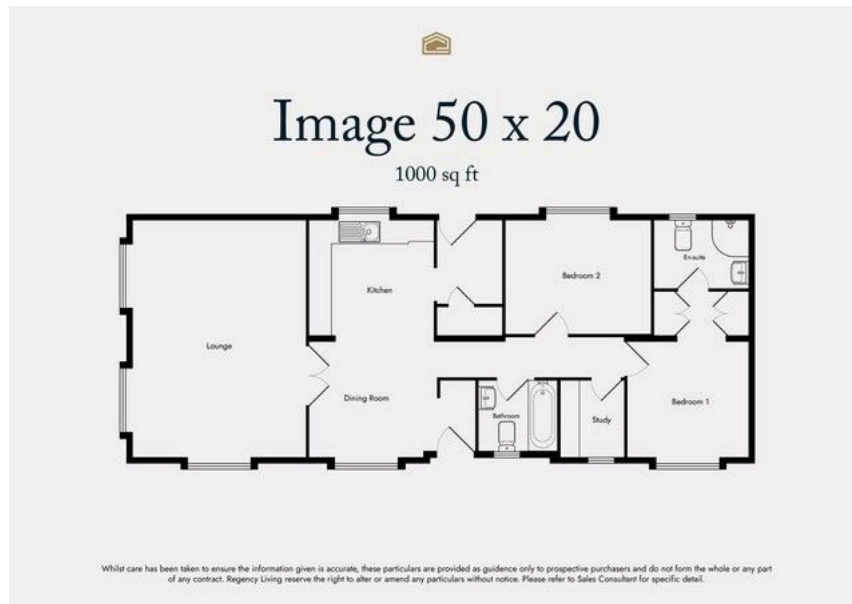 Image 50 x 20
1000 sq ft
Kitchen
Bedroom 2
En-suite
Lounge
Dining Room
Bathroom
Study
Bedroom 1
Whilst care has been taken to ensure the information given is accurate, these particulars are provided as guidence only to prospective purchasers and do not form the whole or any part
of any contract. Regency Living reserve the right to alter or amend any particulars without notice. Please refer to Sales Consultant for specific detail.